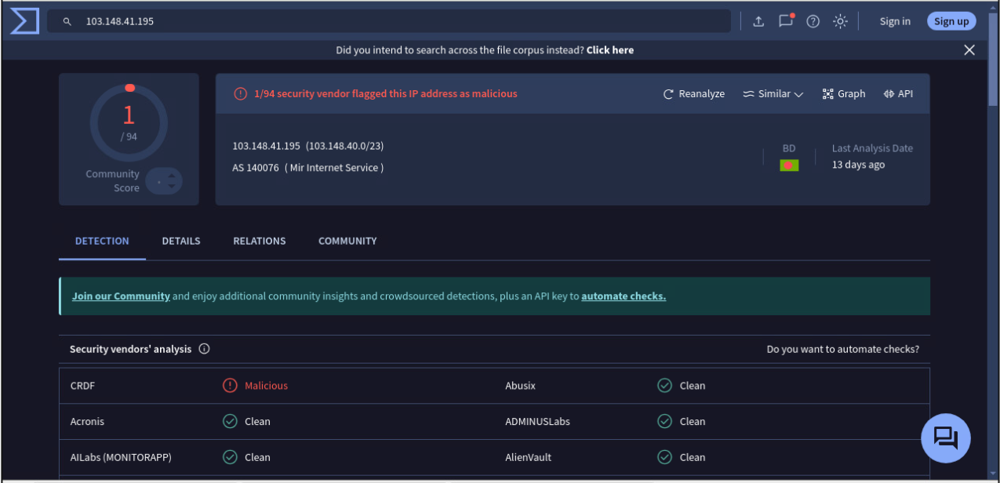 103.148.41.195
Sign in
Sign up
Did you intend to search across the file corpus instead? Click here
1
/ 94
Community
Score
1/94 security vendor flagged this IP address as malicious
Reanalyze
Similar
Graph
API
103.148.41.195 (103.148.40.0/23)
AS 140076 ( Mir Internet Service )
BD
Last Analysis Date
13 days ago
DETECTION
DETAILS
RELATIONS
COMMUNITY
Join our Community and enjoy additional community insights and crowdsourced detections, plus an API key to automate checks.
Security vendors' analysis
Do you want to automate checks?
CRDF
Malicious
Abusix
Clean
Acronis
Clean
ADMINUSLabs
Clean
AILabs (MONITORAPP)
Clean
AlienVault
Clean